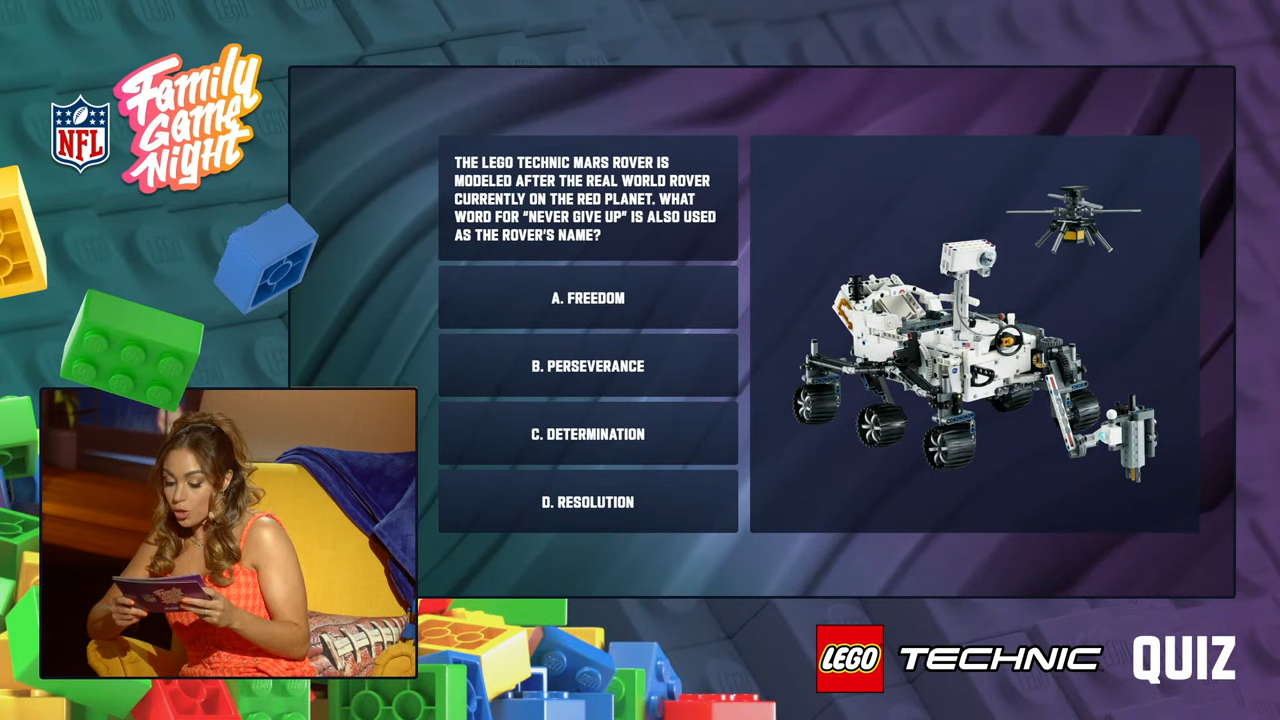 NFL
Family
Game
Night
THE LEGO TECHNIC MARS ROVER IS
MODELED AFTER THE REAL WORLD ROVER
CURRENTLY ON THE RED PLANET. WHAT
WORD FOR "NEVER GIVE UP" IS ALSO USED
AS THE ROVER'S NAME?
A. FREEDOM
B. PERSEVERANCE
C. DETERMINATION
D. RESOLUTION
LEGO TECHNIC QUIZ